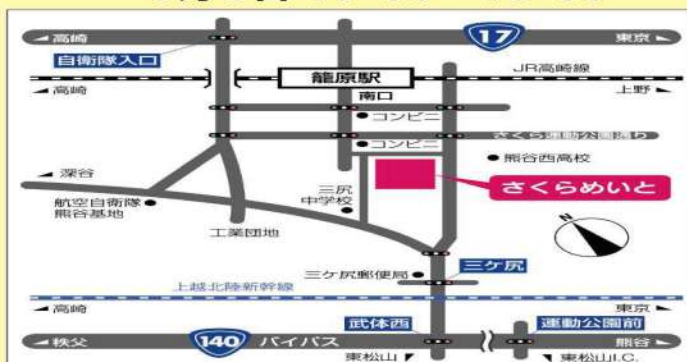 ◀高崎
17
東京▶
自衛隊入口
籠原駅
JR高崎線
◀高崎
南口
上野▶
コンビニ
さくら運動公園通り
コンビニ
熊谷西高校
◀深谷
さくらめいと
航空自衛隊
熊谷基地
三尻
中学校
工業団地
N
三ケ尻郵便局
三ケ尻
上越北陸新幹線
◀高崎
東京▶
武体西
運動公園前
◀秩父
140
バイパス
熊谷▶
東松山▼
▼東松山I.C.